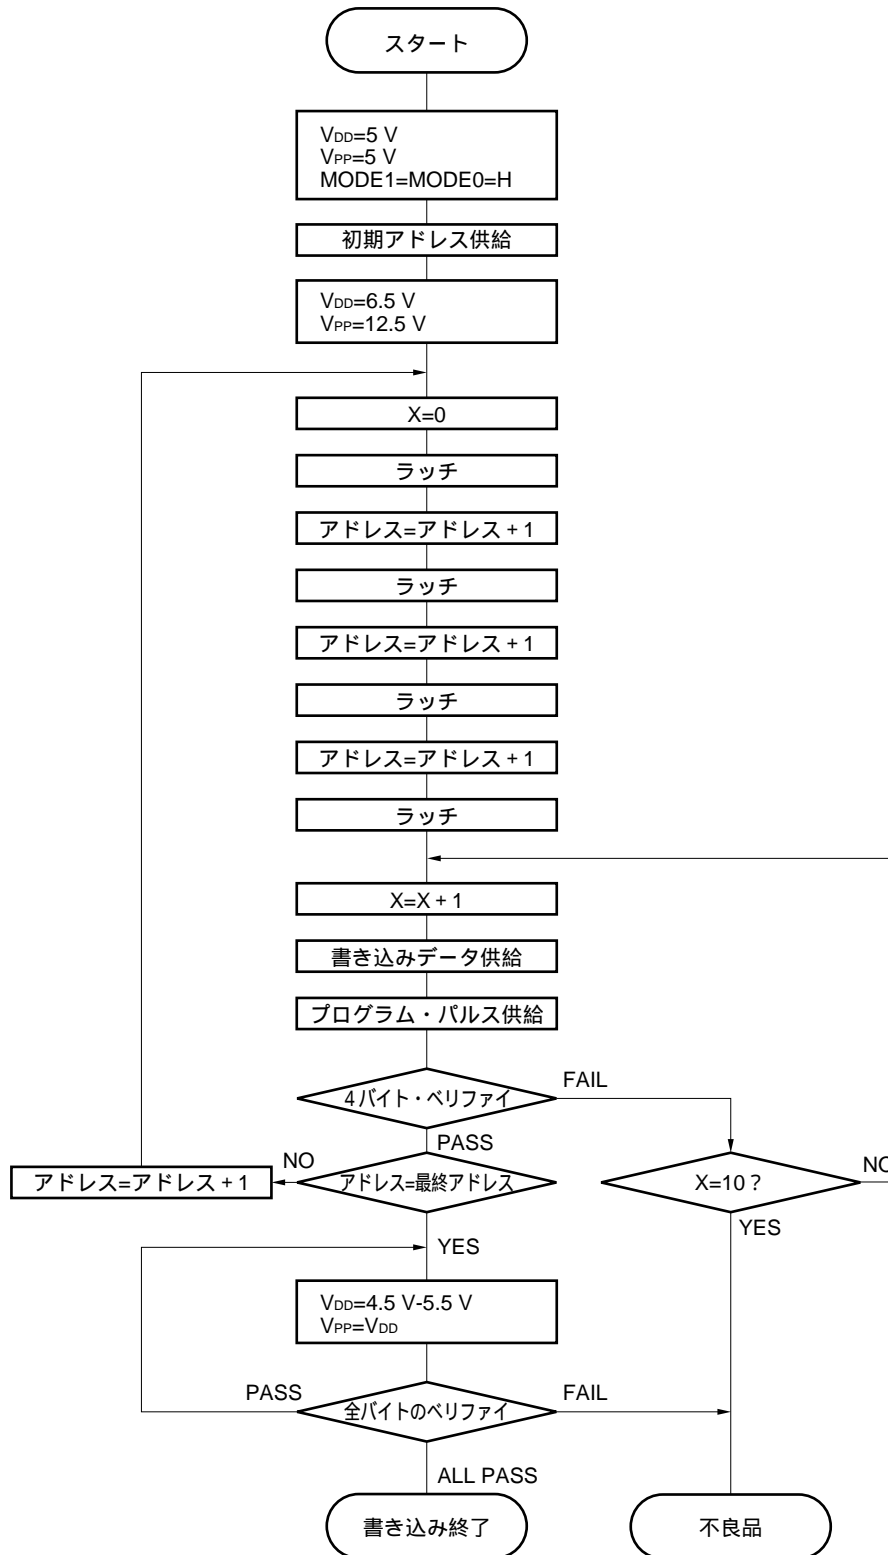 スタート
VDD=5 V
VPP=5 V
MODE1=MODE0=H
初期アドレス供給
VDD=6.5 V
VPP=12.5 V
X=0
ラッチ
アドレス=アドレス + 1
ラッチ
アドレス=アドレス + 1
ラッチ
アドレス=アドレス + 1
ラッチ
X=X + 1
書き込みデータ供給
プログラム・パルス供給
4 バイト・ベリファイ
FAIL
PASS
アドレス=アドレス + 1
NO
アドレス=最終アドレス
X=10 ?
NO
YES
YES
VDD=4.5 V-5.5 V
VPP=VDD
PASS
全バイトのベリファイ
FAIL
ALL PASS
書き込み終了
不良品